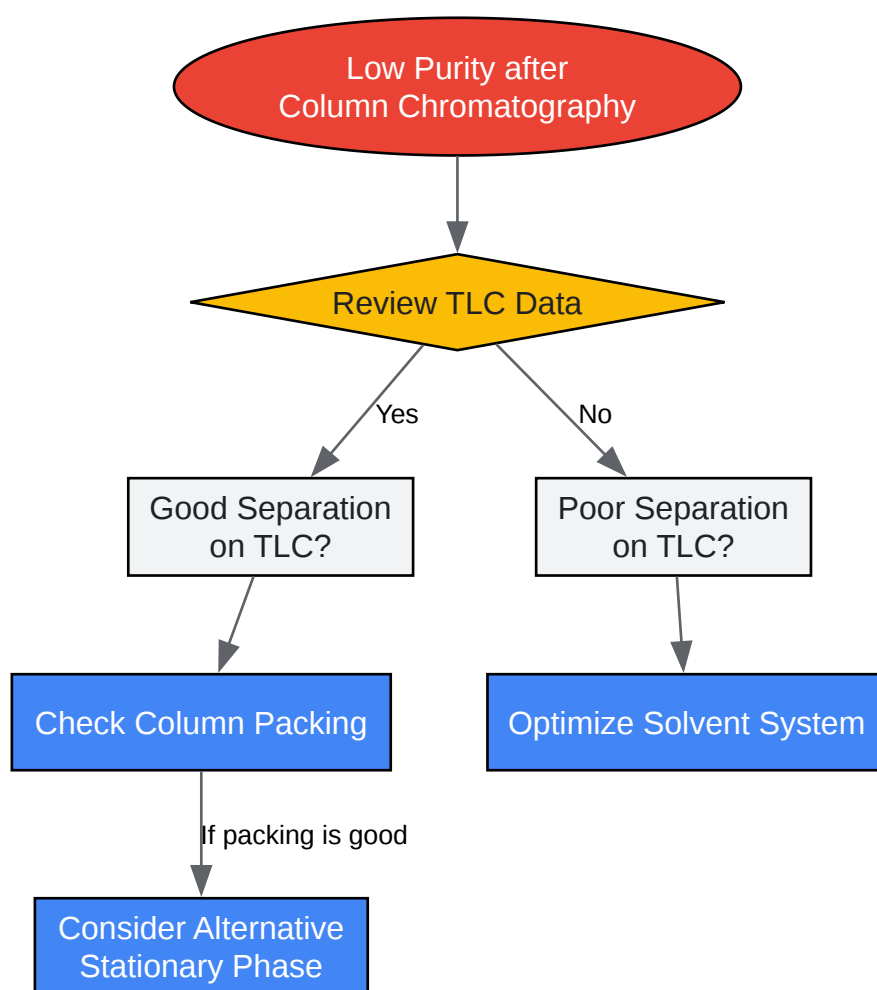 Low Purity after
Column Chromatography
Review TLC Data
Yes
No
Good Separation
on TLC?
Poor Separation
on TLC?
Check Column Packing
Optimize Solvent System
If packing is good
Consider Alternative
Stationary Phase